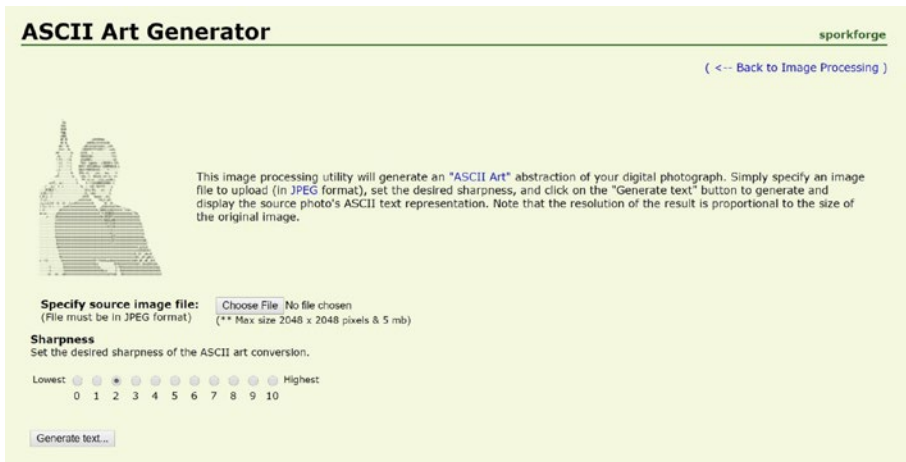 ASCII Art Generator
sporkforge
( <-- Back to Image Processing )
This image processing utility will generate an "ASCII Art" abstraction of your digital photograph. Simply specify an image
file to upload (in JPEG format), set the desired sharpness, and click on the "Generate text" button to generate and
display the source photo's ASCII text representation. Note that the resolution of the result is proportional to the size of
the original image.
Specify source image file:
Choose File No file chosen
(File must be in JPEG format)
(** Max size 2048 x 2048 pixels & 5 mb)
Sharpness
Set the desired sharpness of the ASCII art conversion.
Lowest Highest
0 1 2 3 4 5 6 7 8 9 10
Generate text...